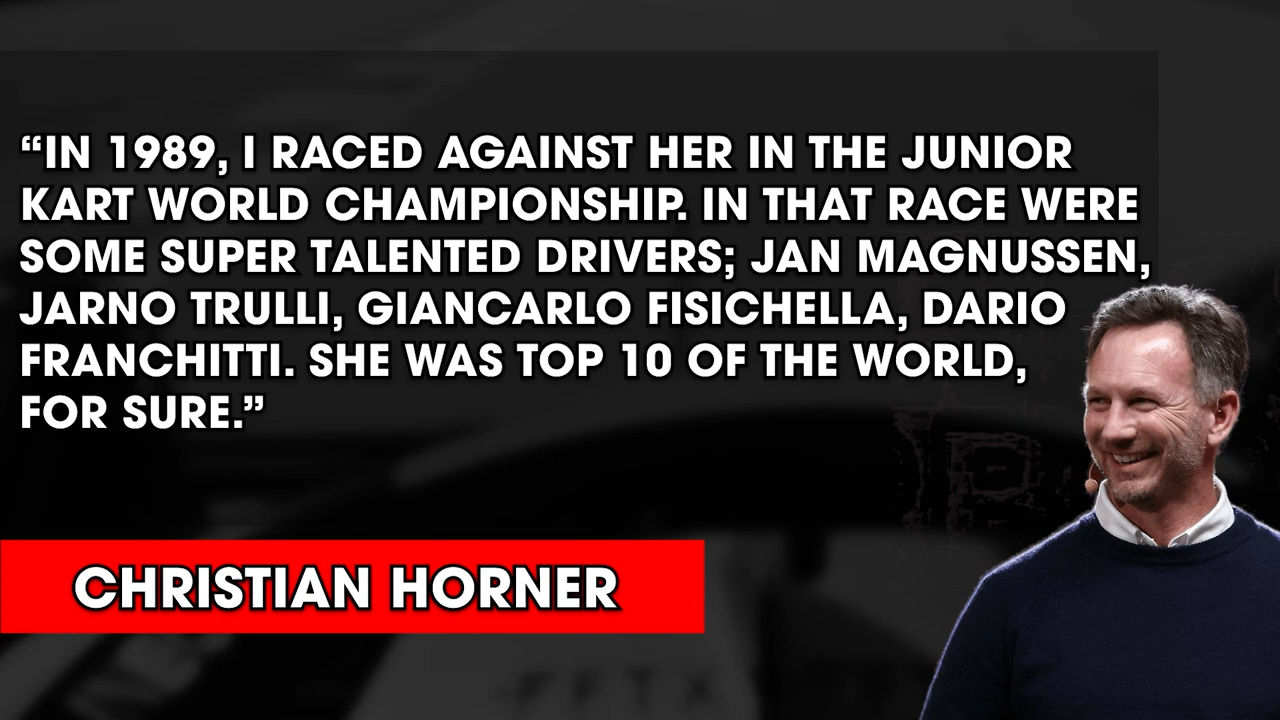 “IN 1989, I RACED AGAINST HER IN THE JUNIOR
KART WORLD CHAMPIONSHIP. IN THAT RACE WERE
SOME SUPER TALENTED DRIVERS; JAN MAGNUSSEN,
JARNO TRULLI, GIANCARLO FISICHELLA, DARIO
FRANCHITTI. SHE WAS TOP 10 OF THE WORLD,
FOR SURE.”
CHRISTIAN HORNER
FTX